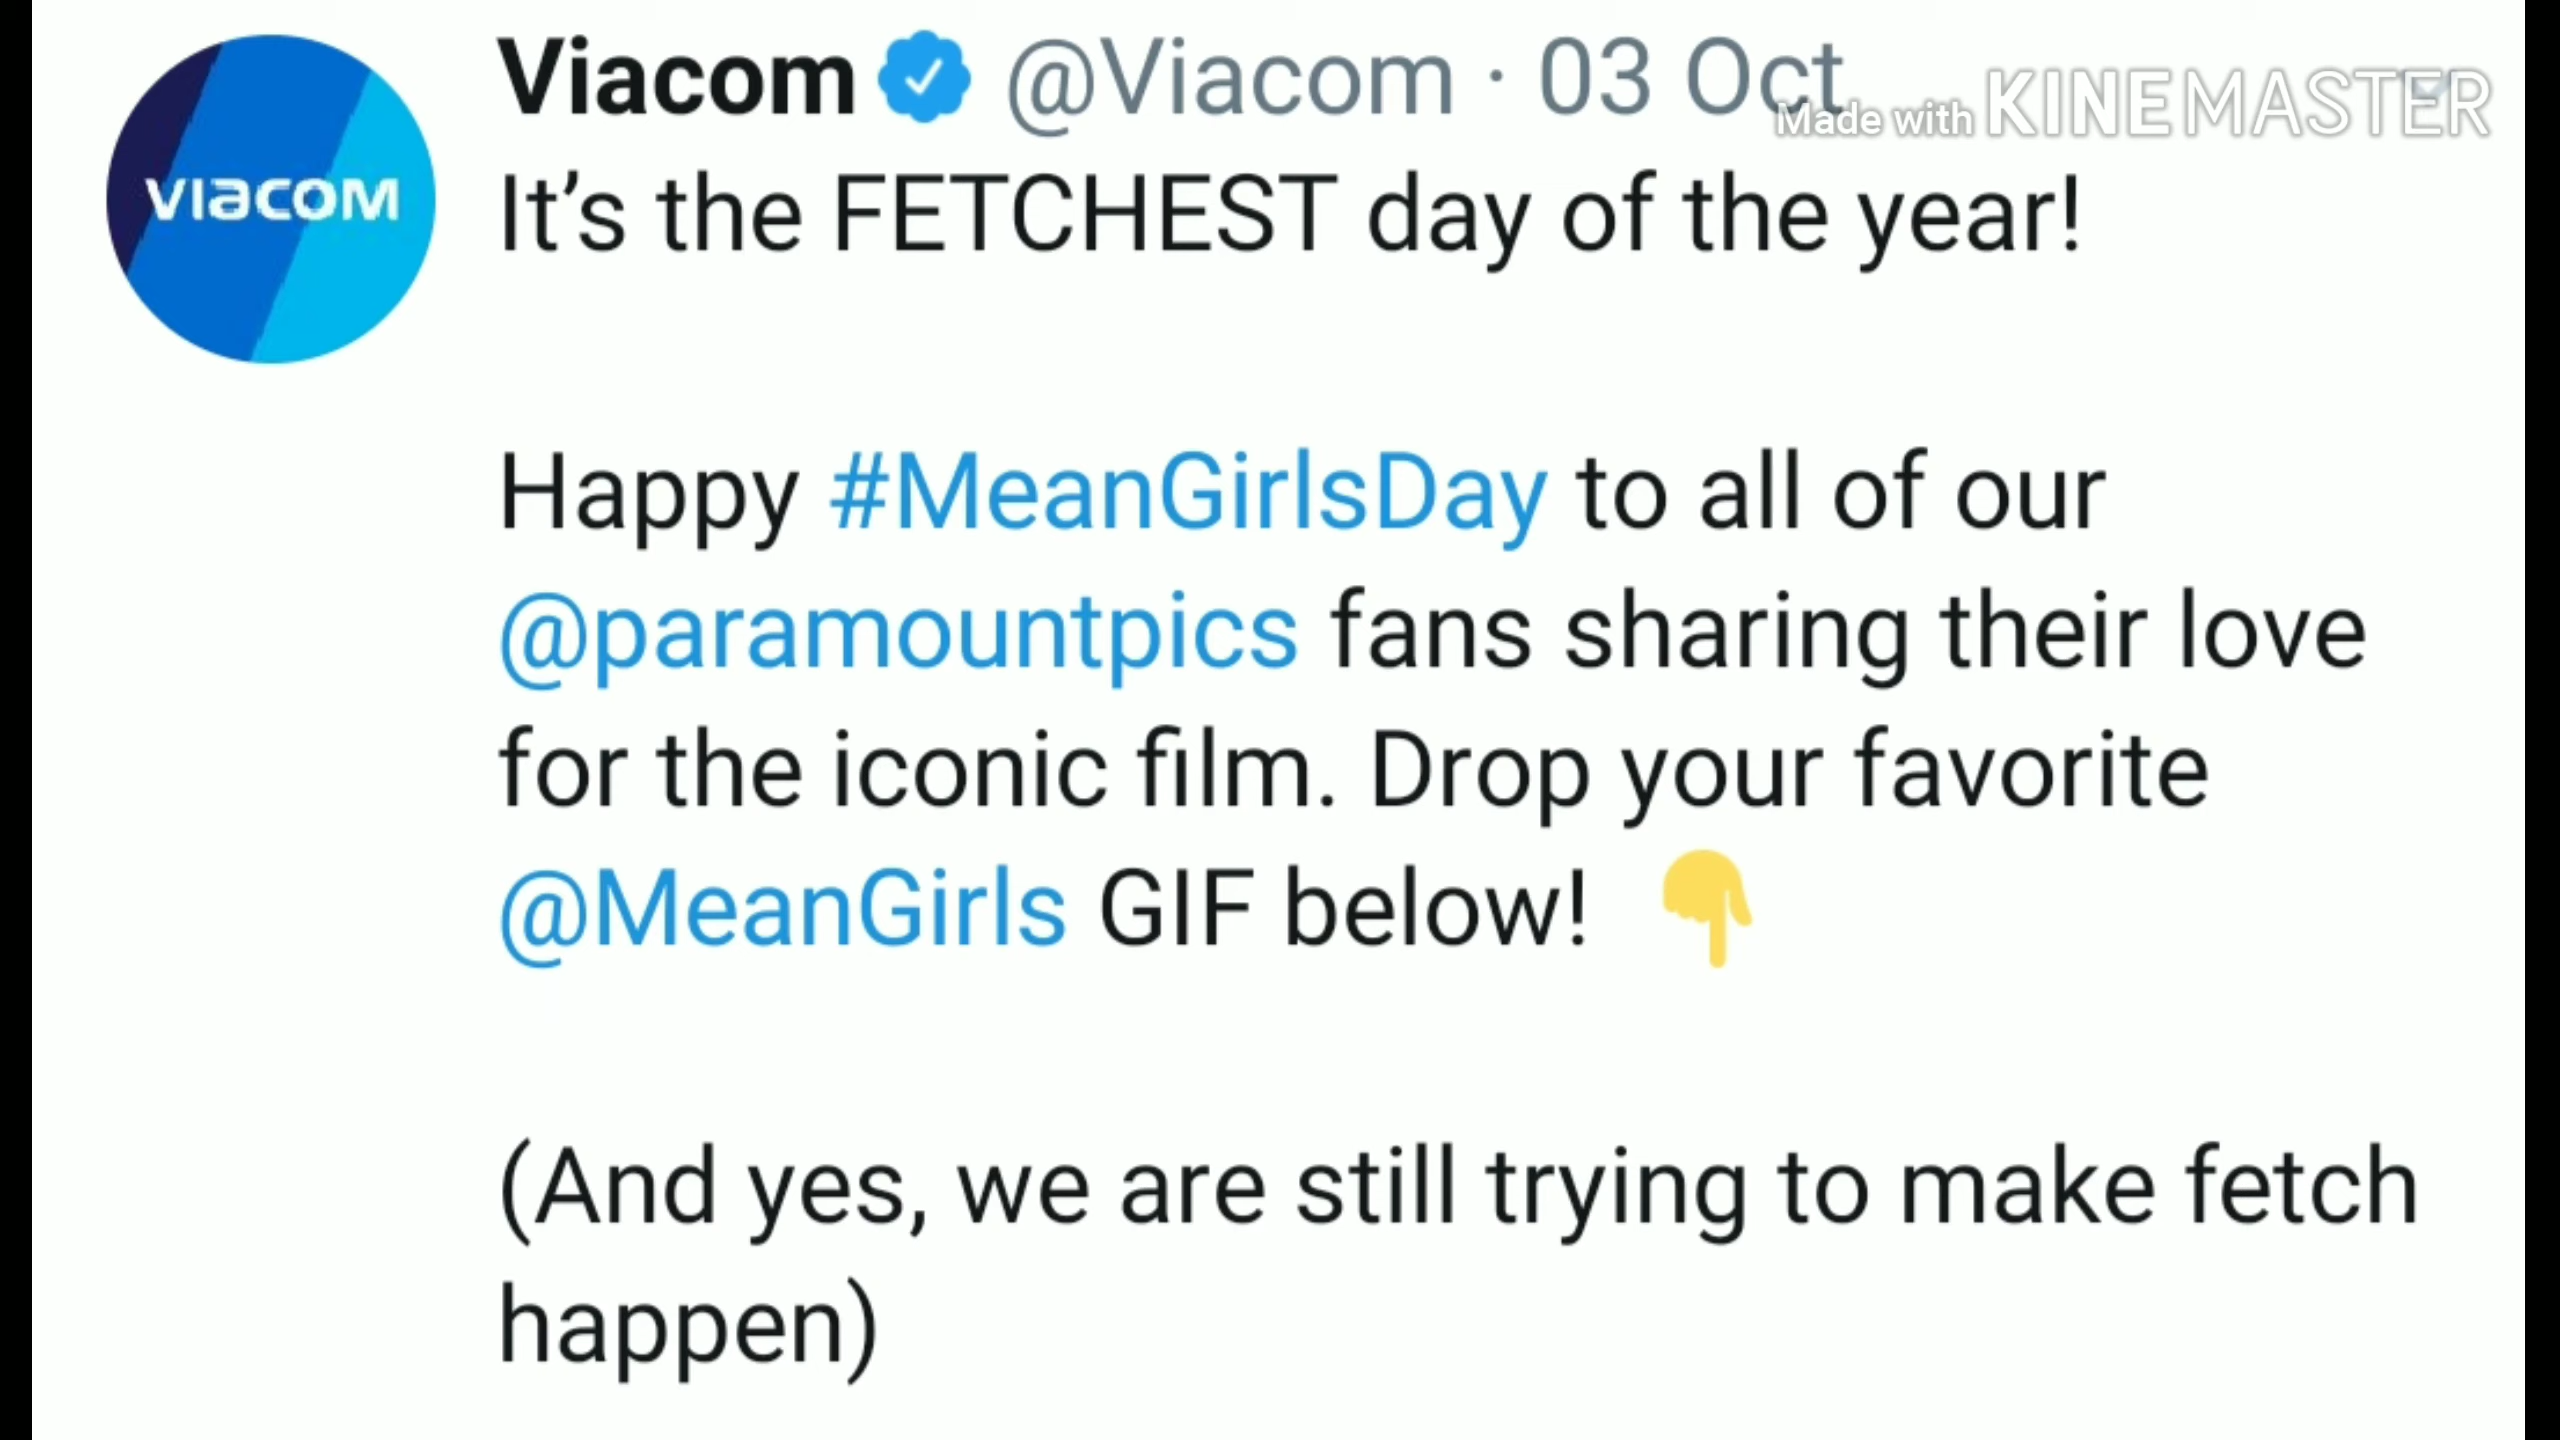 VIACOM
Viacom @Viacom · 03 Oct
Made with KINEMASTER
It's the FETCHEST day of the year!
Happy #MeanGirlsDay to all of our
@paramountpics fans sharing their love
for the iconic film. Drop your favorite
@MeanGirls GIF below! 👇
(And yes, we are still trying to make fetch
happen)